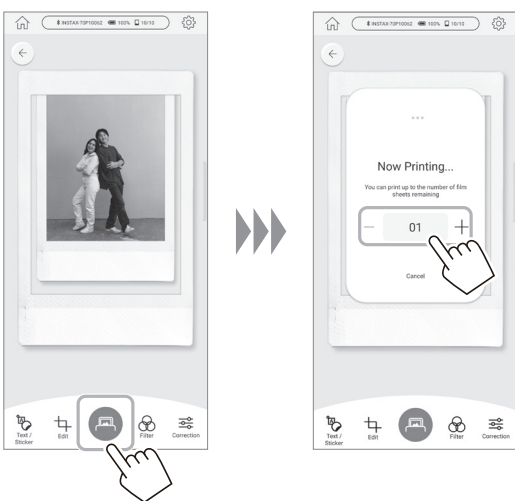 INSTAX-70P10062 100% 10/10
Text /
Sticker
Edit
Filter
Correction
INSTAX-70P10062 100% 10/10
Now Printing...
You can print up to the number of film
sheets remaining
01
Cancel
Text /
Sticker
Edit
Filter
Correction